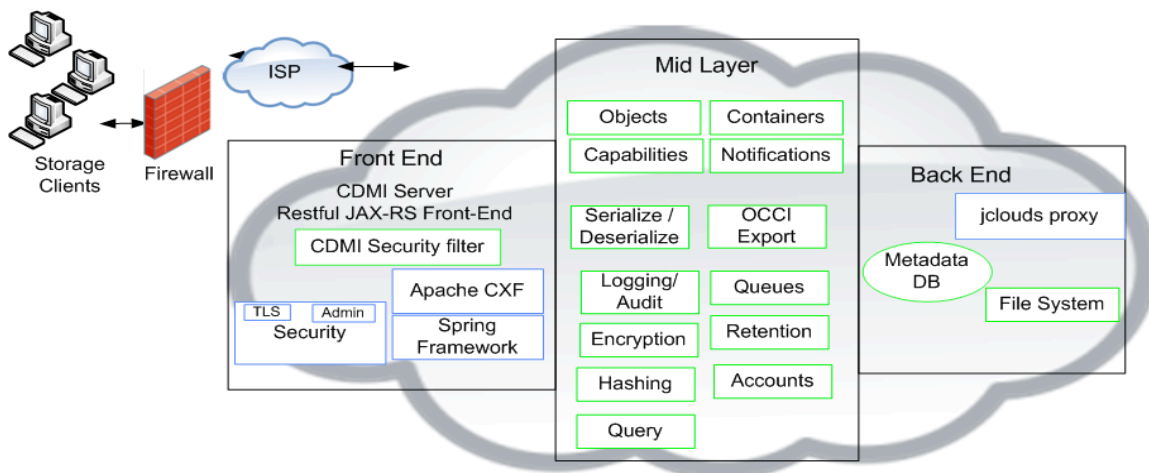 ISP
Storage
Clients
Firewall
Front End
CDMI Server
Restful JAX-RS Front-End
CDMI Security filter
Apache CXF
TLS
Admin
Security
Spring
Framework
Mid Layer
Objects
Containers
Capabilities
Notifications
Serialize /
Deserialize
OCCI
Export
Logging/
Audit
Queues
Encryption
Retention
Hashing
Accounts
Query
Back End
jclouds proxy
Metadata
DB
File System